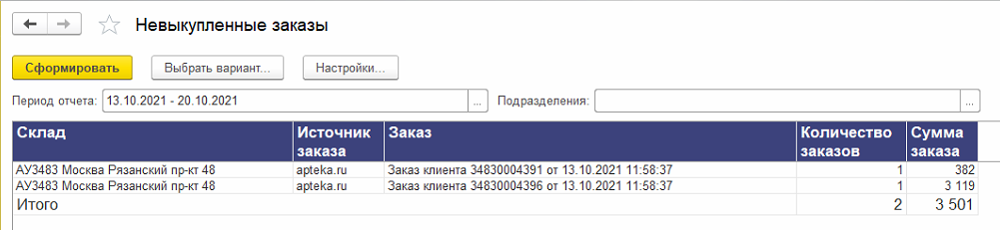 Невыкупленные заказы
Сформировать Выбрать вариант... Настройки...
Период отчета: 13.10.2021 - 20.10.2021 ... Подразделения: ...
Склад Источник заказа Заказ Количество заказов Сумма заказа
АУ3483 Москва Рязанский пр-кт 48 apteka.ru Заказ клиента 34830004391 от 13.10.2021 11:58:37 1 382
АУ3483 Москва Рязанский пр-кт 48 apteka.ru Заказ клиента 34830004396 от 13.10.2021 11:58:37 1 3 119
Итого 2 3 501